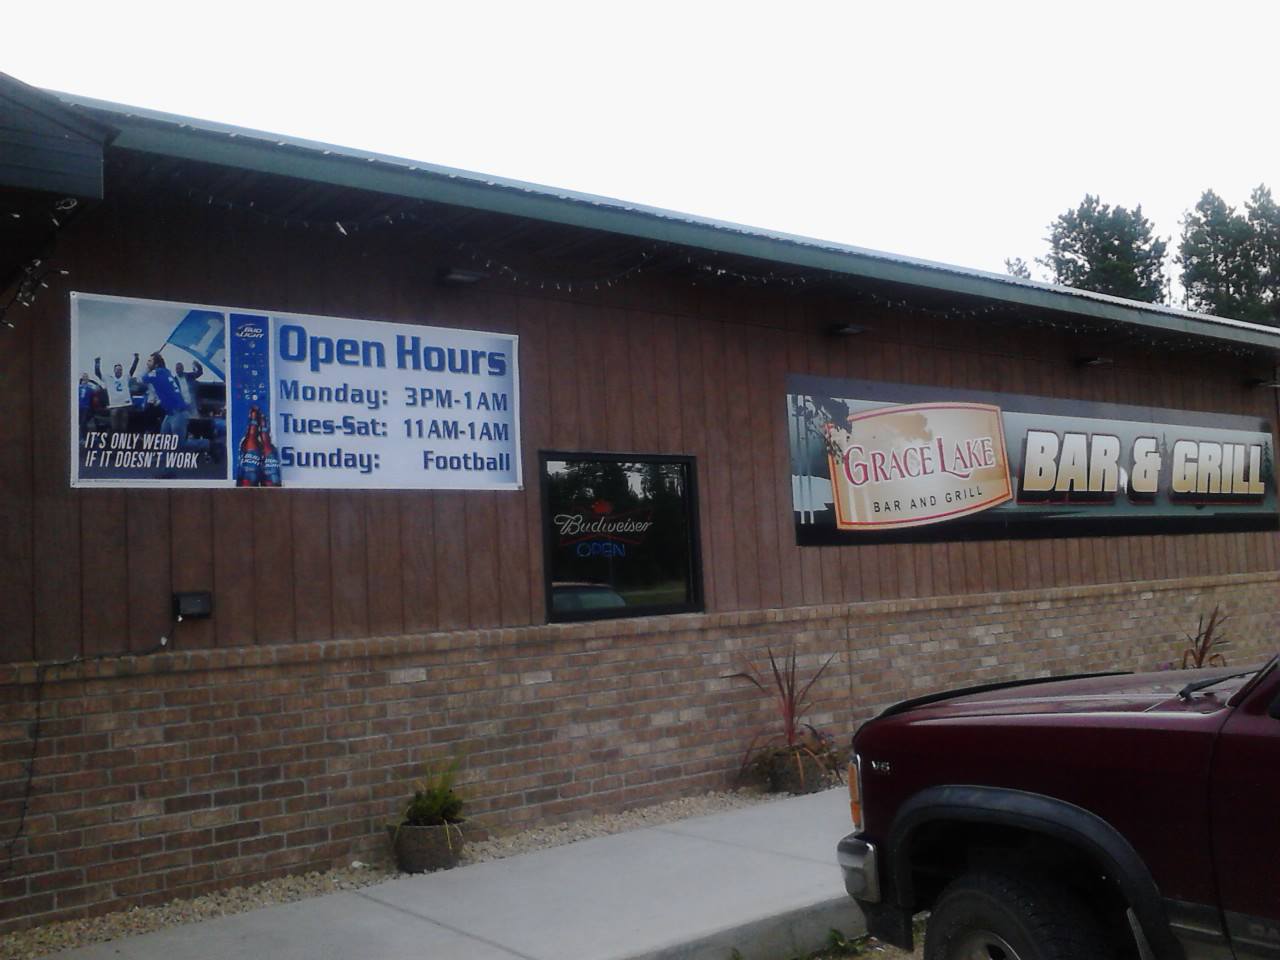 BUD
LIGHT
Open Hours
Monday: 3PM-1AM
Tues-Sat: 11AM-1AM
Sunday: Football
IT'S ONLY WEIRD
IF IT DOESN'T WORK
Budweiser
OPEN
GRACE LAKE
BAR AND GRILL
BAR & GRILL
V6